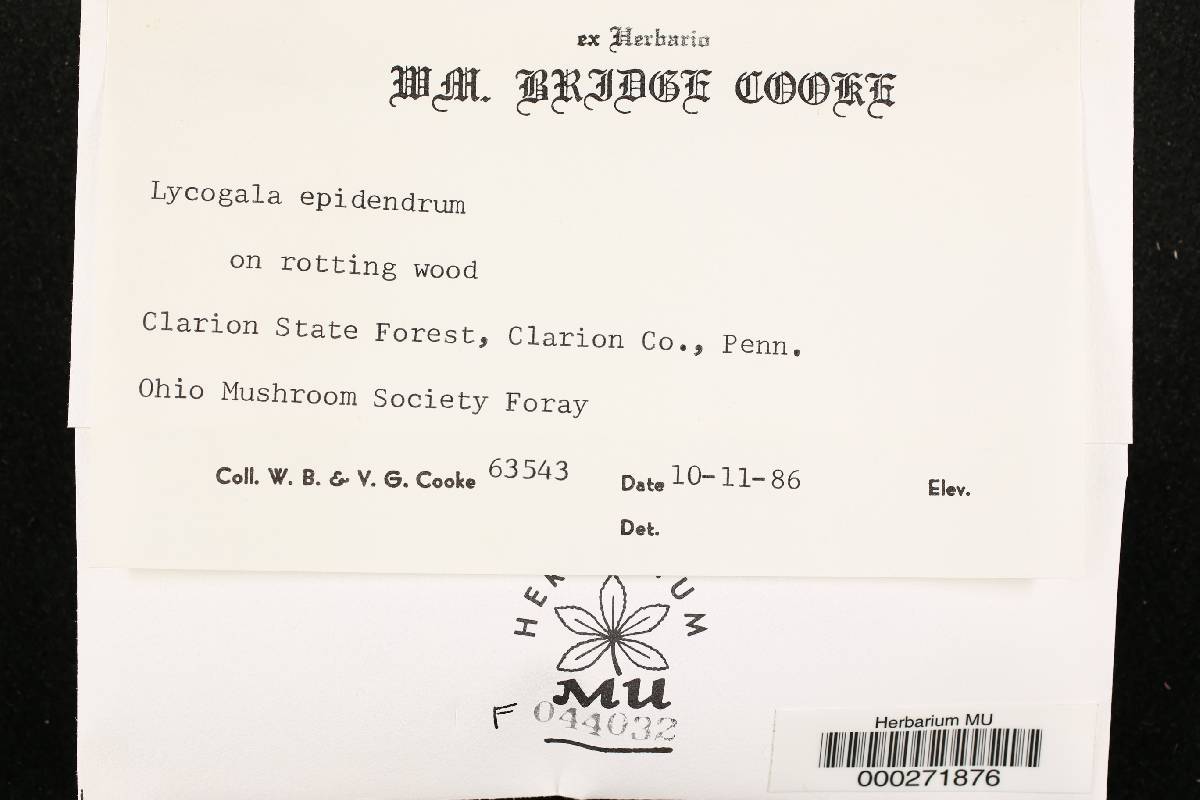 ex Herbario
WM. BRIDGE COOKE
Lycogala epidendrum
on rotting wood
Clarion State Forest, Clarion Co., Penn.
Ohio Mushroom Society Foray
Coll. W. B. & V. G. Cooke 63543 Date 10-11-86 Elev.
Det.
MU
F 044032
Herbarium MU
000271876